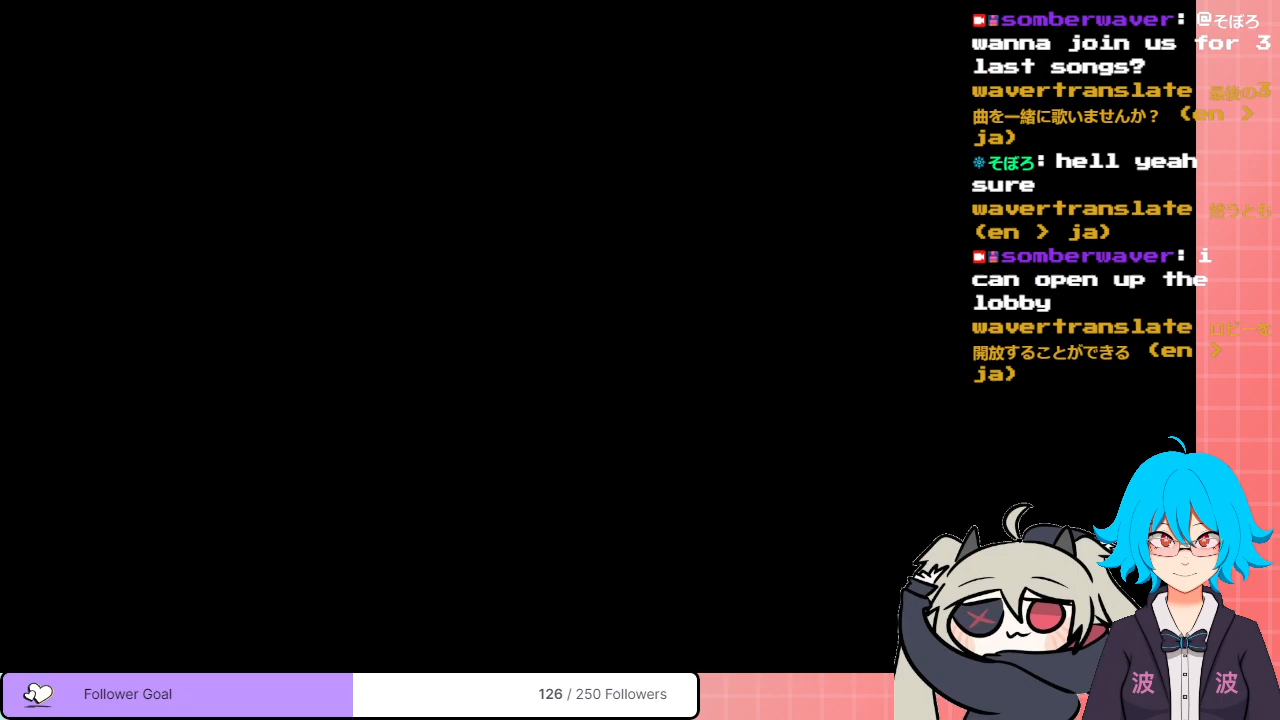 somberwaver: @そぼろ
wanna join us for 3
last songs?
wavertranslate 最後の3
曲を一緒に歌いませんか？ (en >
ja)
そぼろ: hell yeah
sure
wavertranslate
(en > ja)
somberwaver: i
can open up the
lobby
wavertranslate ロビーを
開放することができる (en >
ja)
波 波
Follower Goal 126 / 250 Followers